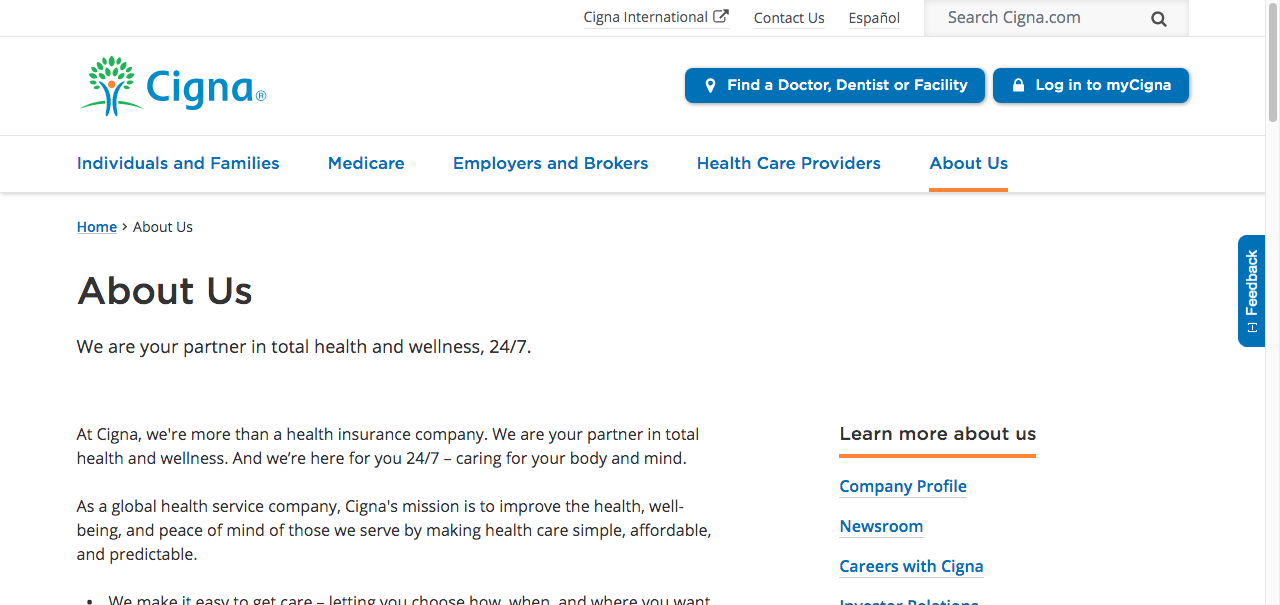 Cigna International
Contact Us
Español
Search Cigna.com
Cigna®
Find a Doctor, Dentist or Facility
Log in to myCigna
Individuals and Families
Medicare
Employers and Brokers
Health Care Providers
About Us
Home › About Us
About Us
We are your partner in total health and wellness, 24/7.
Feedback
[-]
At Cigna, we're more than a health insurance company. We are your partner in total
health and wellness. And we’re here for you 24/7 – caring for your body and mind.
As a global health service company, Cigna's mission is to improve the health, well-
being, and peace of mind of those we serve by making health care simple, affordable,
and predictable.
• We make it easy to get care – letting you choose how, when, and where you want
Learn more about us
Company Profile
Newsroom
Careers with Cigna
Investor Relations